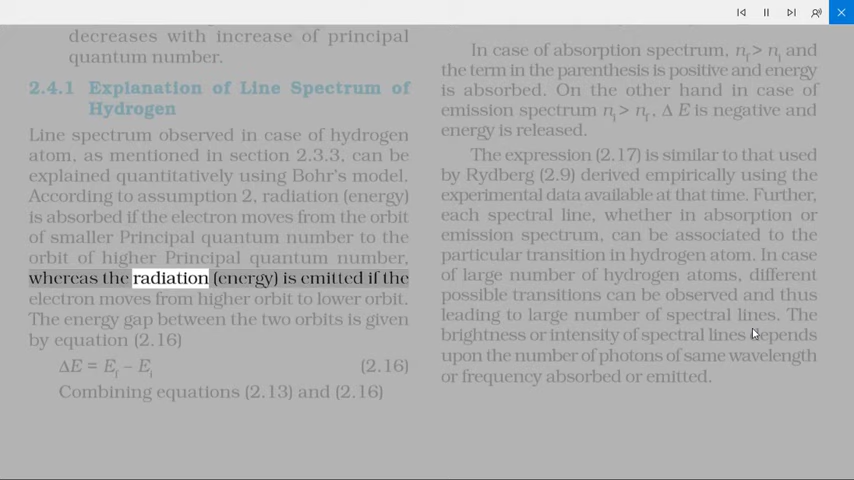 decreases with increase of principal
quantum number.
2.4.1 Explanation of Line Spectrum of
Hydrogen
Line spectrum observed in case of hydrogen
atom, as mentioned in section 2.3.3, can be
explained quantitatively using Bohr's model.
According to assumption 2, radiation (energy)
is absorbed if the electron moves from the orbit
of smaller Principal quantum number to the
orbit of higher Principal quantum number,
whereas the radiation (energy) is emitted if the
electron moves from higher orbit to lower orbit.
The energy gap between the two orbits is given
by equation (2.16)
ΔE = Ef – Ei (2.16)
Combining equations (2.13) and (2.16)
In case of absorption spectrum, nf > ni and
the term in the parenthesis is positive and energy
is absorbed. On the other hand in case of
emission spectrum ni > nf, Δ E is negative and
energy is released.
The expression (2.17) is similar to that used
by Rydberg (2.9) derived empirically using the
experimental data available at that time. Further,
each spectral line, whether in absorption or
emission spectrum, can be associated to the
particular transition in hydrogen atom. In case
of large number of hydrogen atoms, different
possible transitions can be observed and thus
leading to large number of spectral lines. The
brightness or intensity of spectral lines depends
upon the number of photons of same wavelength
or frequency absorbed or emitted.